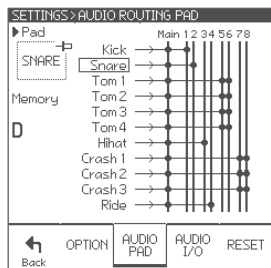 SETTINGS>AUDIO ROUTING PAD
Pad
Main 1 2 3 4 5 6 7 8
SNARE
Kick
Snare
Tom 1
Tom 2
Memory
Tom 3
D
Tom 4
Hihat
Crash 1
Crash 2
Crash 3
Ride
Back
OPTION
AUDIO
PAD
AUDIO
I/O
RESET